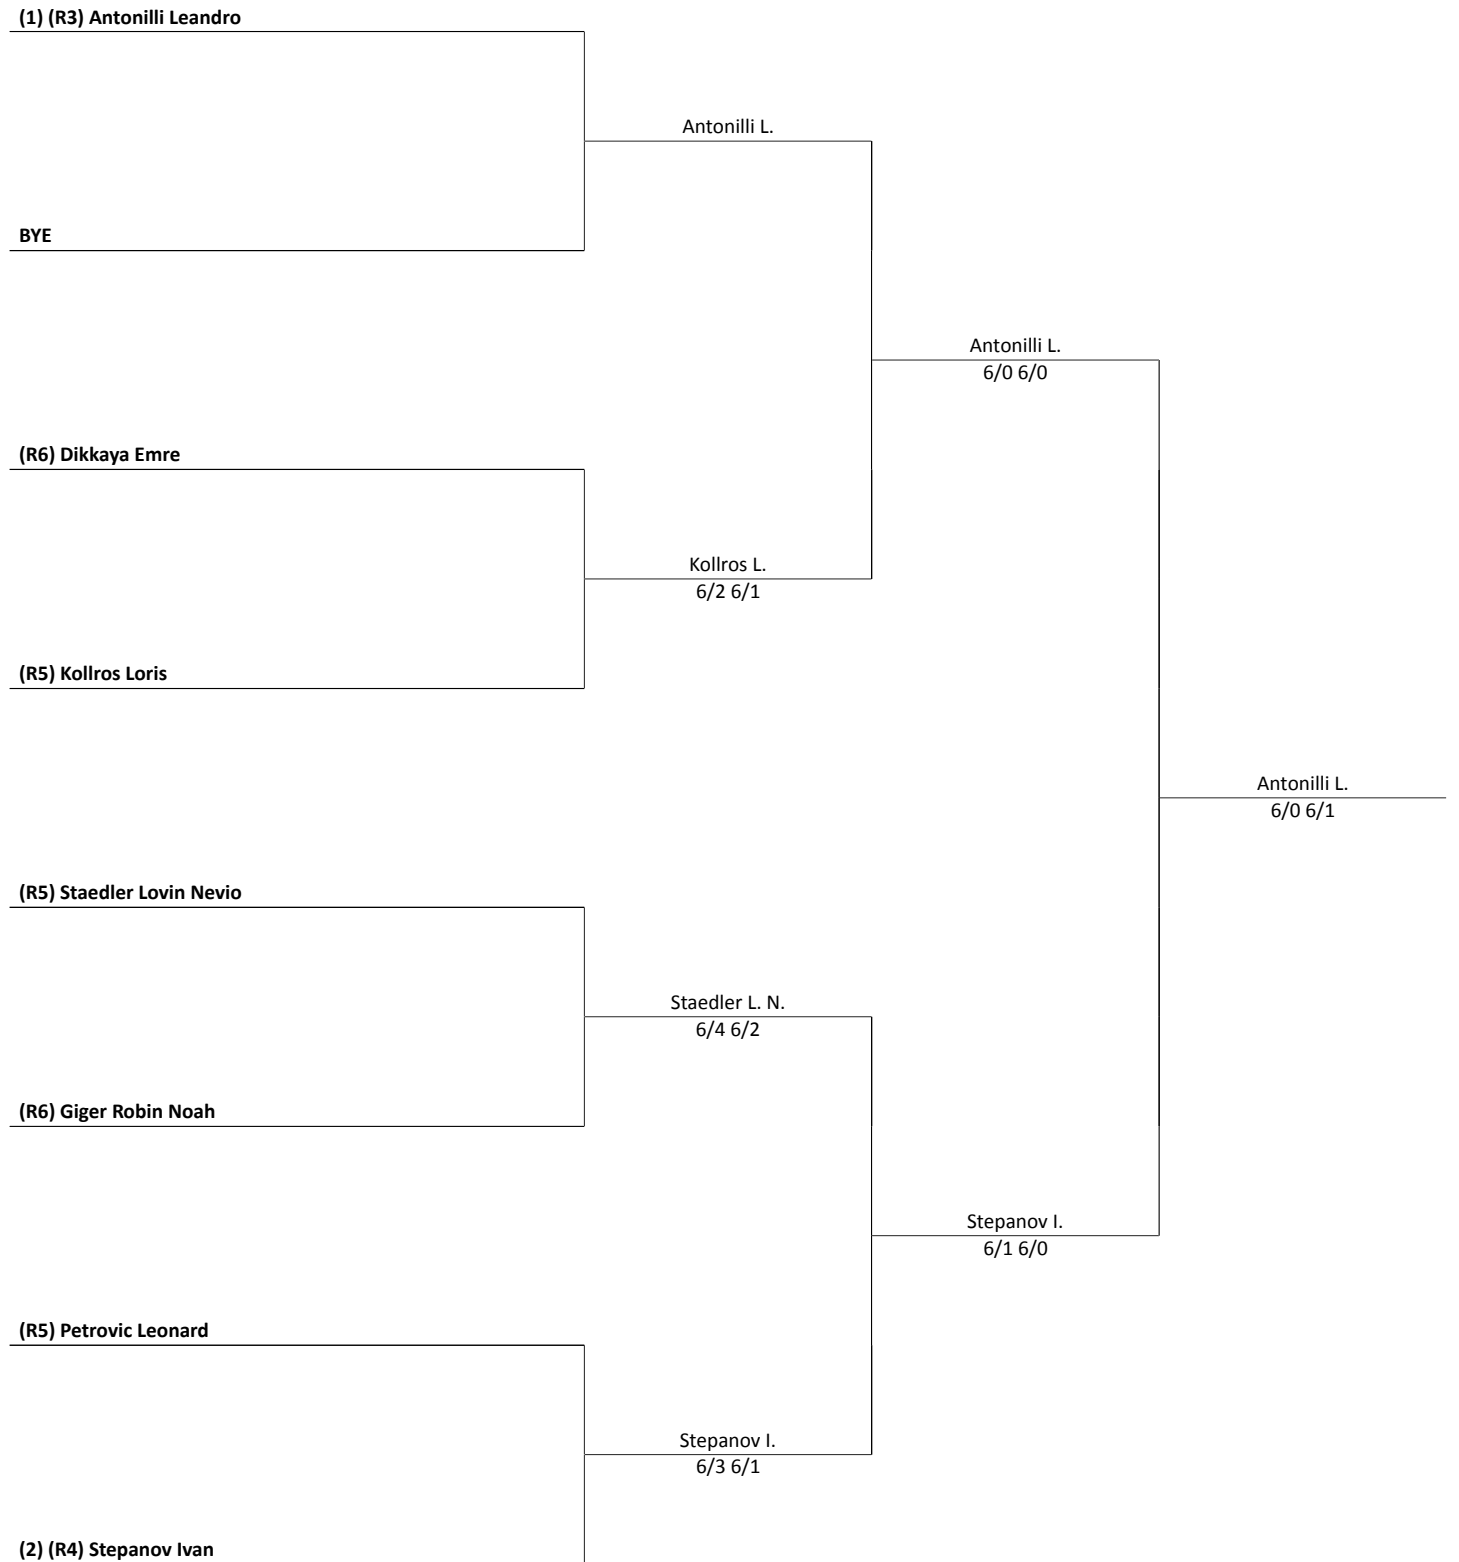 (1) (R3) Antonilli Leandro
Antonilli L.
BYE
Antonilli L.
6/0 6/0
(R6) Dikkaya Emre
Kollros L.
6/2 6/1
(R5) Kollros Loris
Antonilli L.
6/0 6/1
(R5) Staedler Lovin Nevio
Staedler L. N.
6/4 6/2
(R6) Giger Robin Noah
Stepanov I.
6/1 6/0
(R5) Petrovic Leonard
Stepanov I.
6/3 6/1
(2) (R4) Stepanov Ivan